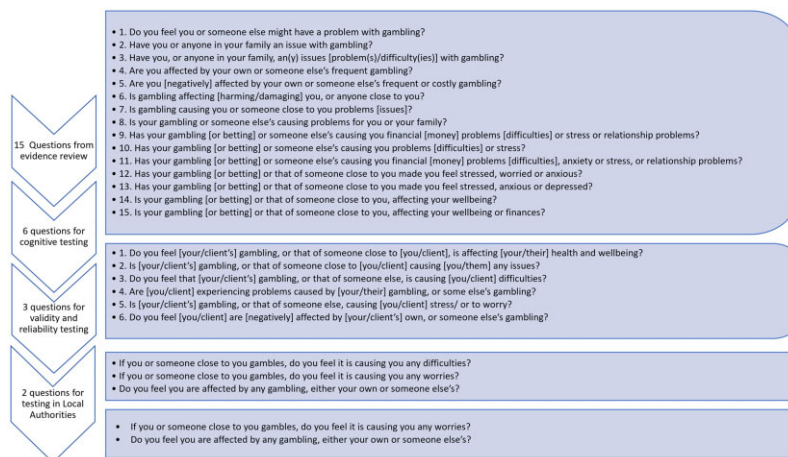 15 Questions from
evidence review
• 1. Do you feel you or someone else might have a problem with gambling?
• 2. Have you or anyone in your family an issue with gambling?
• 3. Have you, or anyone in your family, an(y) issues [problem(s)/difficulty(ies)] with gambling?
• 4. Are you affected by your own or someone else's frequent gambling?
• 5. Are you [negatively] affected by your own or someone else's frequent or costly gambling?
• 6. Is gambling affecting [harming/damaging] you, or anyone close to you?
• 7. Is gambling causing you or someone close to you problems [issues]?
• 8. Is your gambling or someone else's causing problems for you or your family?
• 9. Has your gambling [or betting] or someone else's causing you financial [money] problems [difficulties] or stress or relationship problems?
• 10. Has your gambling [or betting] or someone else's causing you problems [difficulties] or stress?
• 11. Has your gambling [or betting] or someone else's causing you financial [money] problems [difficulties], anxiety or stress, or relationship problems?
• 12. Has your gambling [or betting] or that of someone close to you made you feel stressed, worried or anxious?
• 13. Has your gambling [or betting] or that of someone close to you made you feel stressed, anxious or depressed?
• 14. Is your gambling [or betting] or that of someone close to you, affecting your wellbeing?
• 15. Is your gambling [or betting] or that of someone close to you, affecting your wellbeing or finances?
6 questions for
cognitive testing
• 1. Do you feel [your/client's] gambling, or that of someone close to [you/client], is affecting [your/their] health and wellbeing?
• 2. Is [your/client's] gambling, or that of someone close to [you/client] causing [you/them] any issues?
• 3. Do you feel that [your/client's] gambling, or that of someone else, is causing [you/client] difficulties?
• 4. Are [you/client] experiencing problems caused by [your/their] gambling, or some else's gambling?
• 5. Is [your/client's] gambling, or that of someone else, causing [you/client] stress/ or to worry?
• 6. Do you feel [you/client] are [negatively] affected by [your/client's] own, or someone else's gambling?
3 questions for
validity and
reliability testing
• If you or someone close to you gambles, do you feel it is causing you any difficulties?
• If you or someone close to you gambles, do you feel it is causing you any worries?
• Do you feel you are affected by any gambling, either your own or someone else's?
2 questions for
testing in Local
Authorities
• If you or someone close to you gambles, do you feel it is causing you any worries?
• Do you feel you are affected by any gambling, either your own or someone else's?